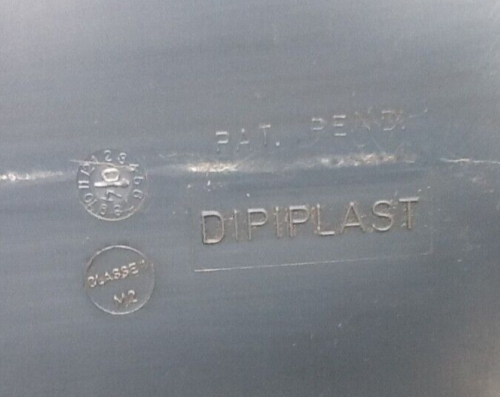 PAT. PEND.
DIPIPLAST
CLASSE
M2